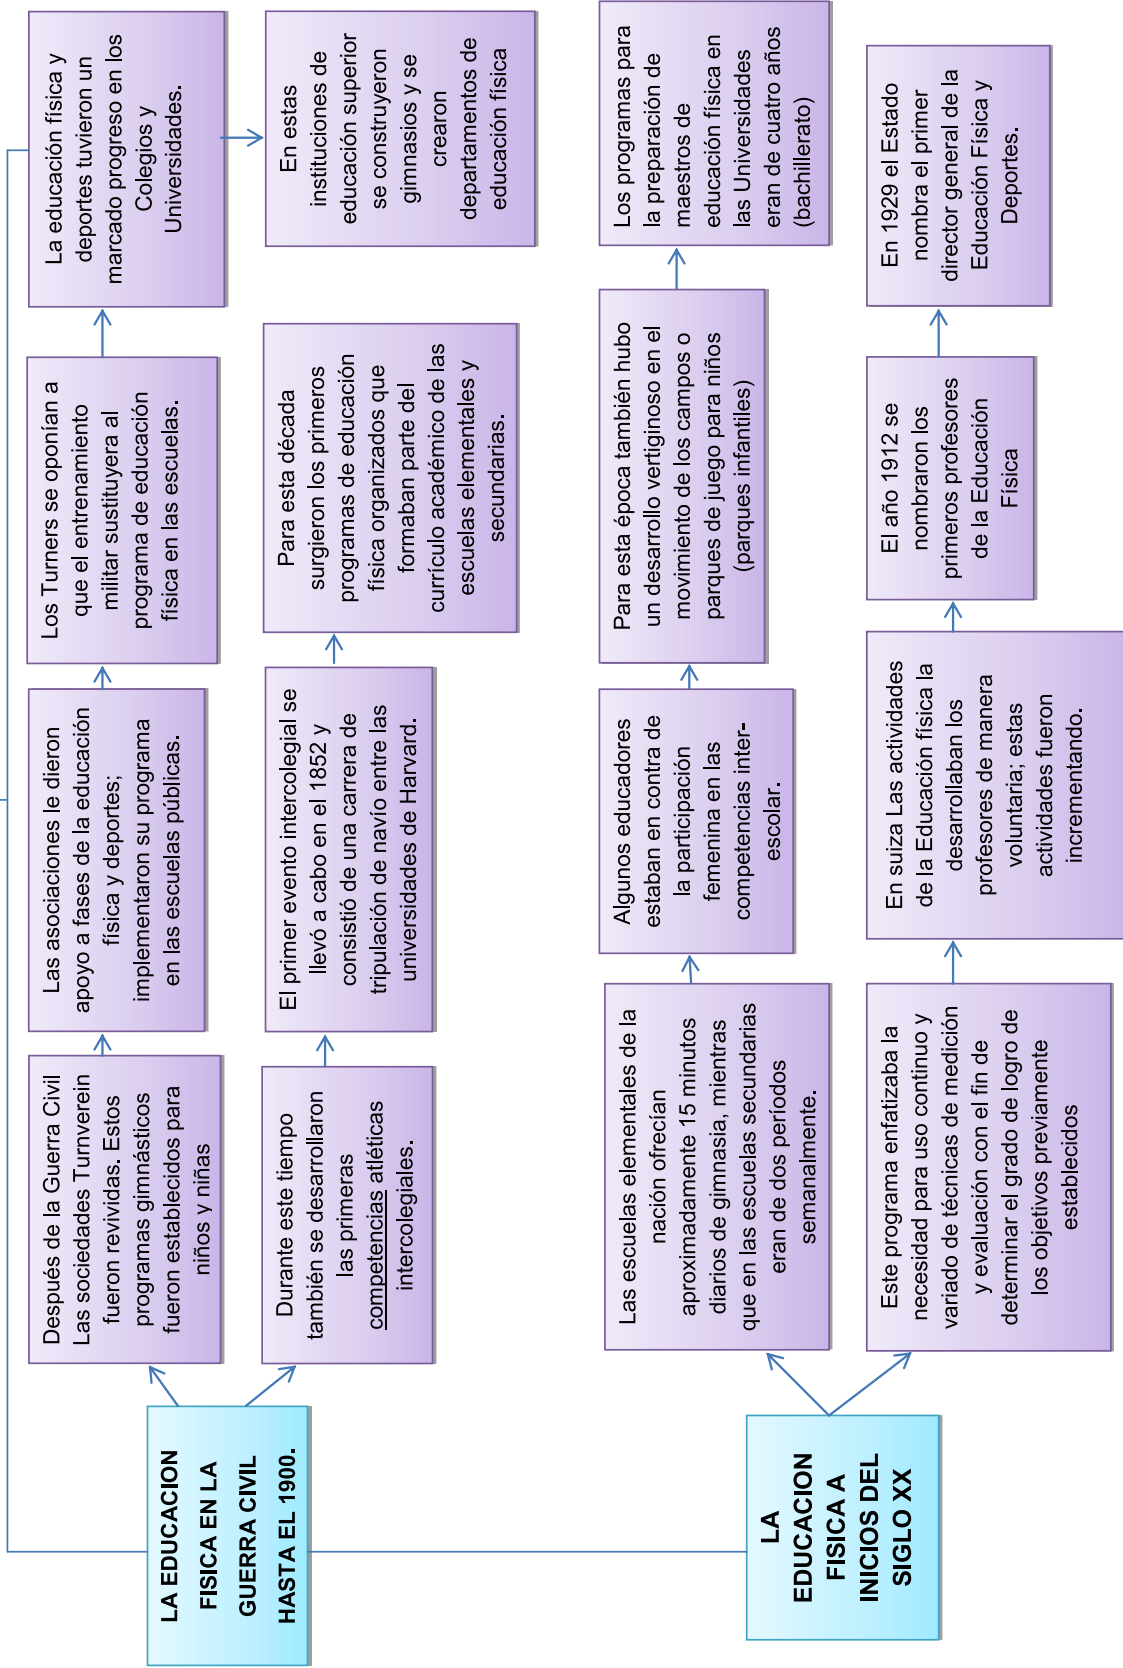 LA EDUCACION
FISICA EN LA
GUERRA CIVIL
HASTA EL 1900.
Después de la Guerra Civil
Las sociedades Turnverein
fueron revividas. Estos
programas gimnásticos
fueron establecidos para
niños y niñas
Las asociaciones le dieron
apoyo a fases de la educación
física y deportes;
implementaron su programa
en las escuelas públicas.
Los Turners se oponían a
que el entrenamiento
militar sustituyera al
programa de educación
física en las escuelas.
La educación física y
deportes tuvieron un
marcado progreso en los
Colegios y
Universidades.
En estas
instituciones de
educación superior
se construyeron
gimnasios y se
crearon
departamentos de
educación física
Durante este tiempo
también se desarrollaron
las primeras
competencias atléticas
intercolegiales.
El primer evento intercolegial se
llevó a cabo en el 1852 y
consistió de una carrera de
tripulación de navío entre las
universidades de Harvard.
Para esta década
surgieron los primeros
programas de educación
física organizados que
formaban parte del
currículo académico de las
escuelas elementales y
secundarias.
LA
EDUCACION
FISICA A
INICIOS DEL
SIGLO XX
Las escuelas elementales de la
nación ofrecían
aproximadamente 15 minutos
diarios de gimnasia, mientras
que en las escuelas secundarias
eran de dos períodos
semanalmente.
Algunos educadores
estaban en contra de
la participación
femenina en las
competencias inter-
escolar.
Para esta época también hubo
un desarrollo vertiginoso en el
movimiento de los campos o
parques de juego para niños
(parques infantiles)
Los programas para
la preparación de
maestros de
educación física en
las Universidades
eran de cuatro años
(bachillerato)
Este programa enfatizaba la
necesidad para uso continuo y
variado de técnicas de medición
y evaluación con el fin de
determinar el grado de logro de
los objetivos previamente
establecidos
En suiza Las actividades
de la Educación física la
desarrollaban los
profesores de manera
voluntaria; estas
actividades fueron
incrementando.
El año 1912 se
nombraron los
primeros profesores
de la Educación
Física
En 1929 el Estado
nombra el primer
director general de la
Educación Física y
Deportes.